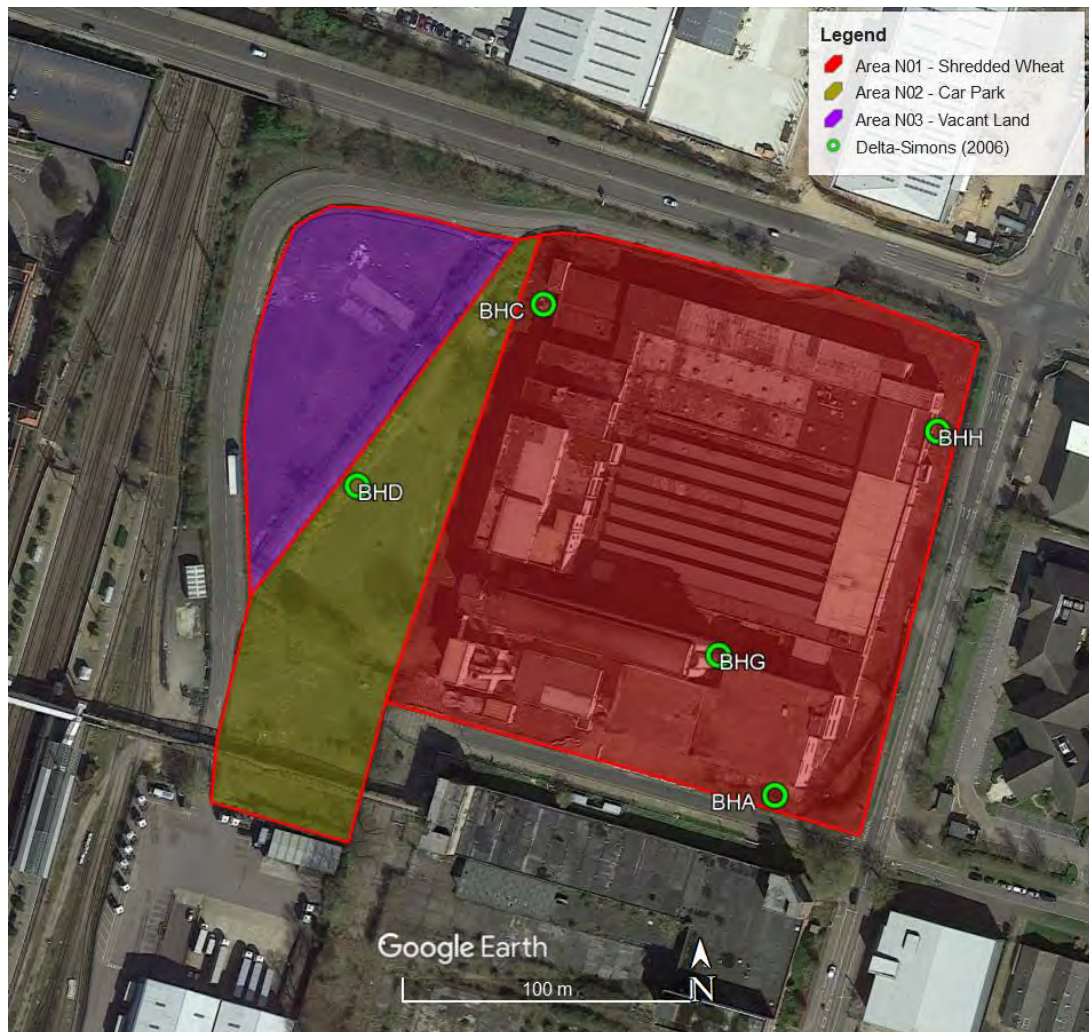 Legend
Area N01 - Shredded Wheat
Area N02 - Car Park
Area N03 - Vacant Land
Delta-Simons (2006)
BHC
BHH
BHD
BHG
BHA
Google Earth
100 m
N